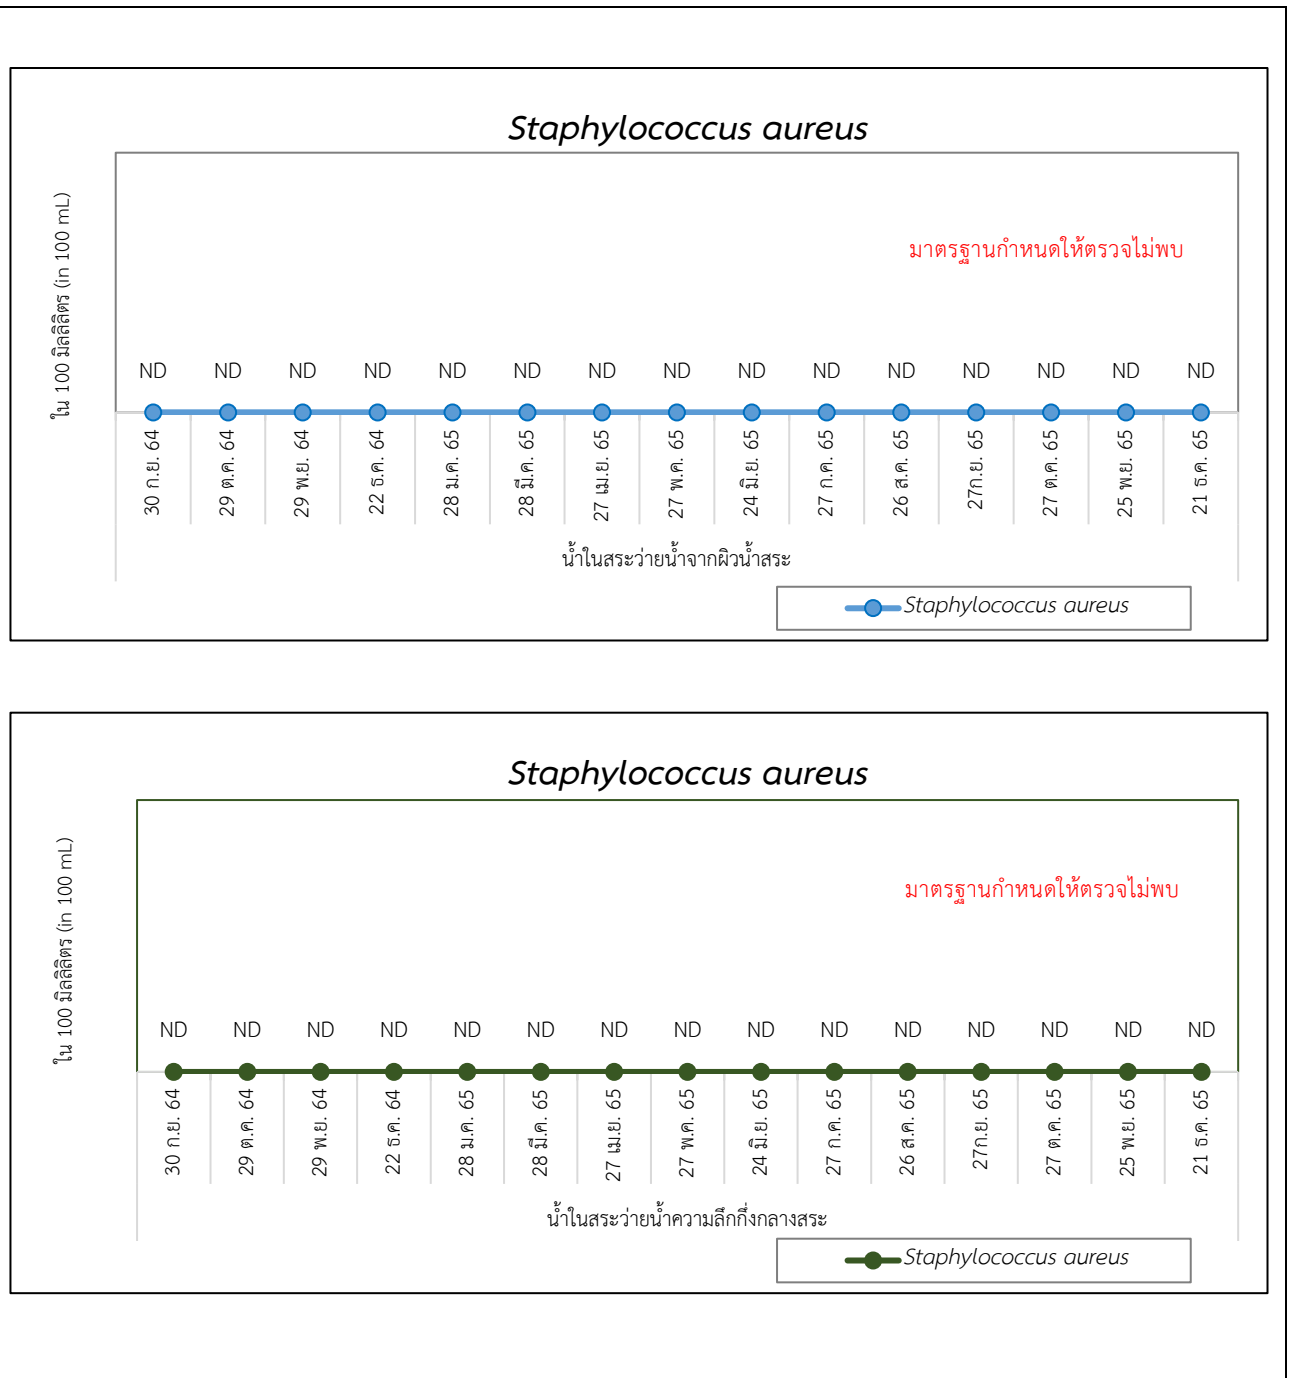 Staphylococcus aureus
ใน 100 มิลลิลิตร (in 100 mL)
มาตรฐานกำหนดให้ตรวจไม่พบ
ND ND ND ND ND ND ND ND ND ND ND ND ND ND ND
30 ก.ย. 64
29 ต.ค. 64
29 พ.ย. 64
22 ธ.ค. 64
28 ม.ค. 65
28 มี.ค. 65
27 เม.ย. 65
27 พ.ค. 65
24 มิ.ย. 65
27 ก.ค. 65
26 ส.ค. 65
27ก.ย. 65
27 ต.ค. 65
25 พ.ย. 65
21 ธ.ค. 65
น้ำในสระว่ายน้ำจากผิวน้ำสระ
Staphylococcus aureus
Staphylococcus aureus
ใน 100 มิลลิลิตร (in 100 mL)
มาตรฐานกำหนดให้ตรวจไม่พบ
ND ND ND ND ND ND ND ND ND ND ND ND ND ND ND
30 ก.ย. 64
29 ต.ค. 64
29 พ.ย. 64
22 ธ.ค. 64
28 ม.ค. 65
28 มี.ค. 65
27 เม.ย. 65
27 พ.ค. 65
24 มิ.ย. 65
27 ก.ค. 65
26 ส.ค. 65
27ก.ย. 65
27 ต.ค. 65
25 พ.ย. 65
21 ธ.ค. 65
น้ำในสระว่ายน้ำความลึกกึ่งกลางสระ
Staphylococcus aureus